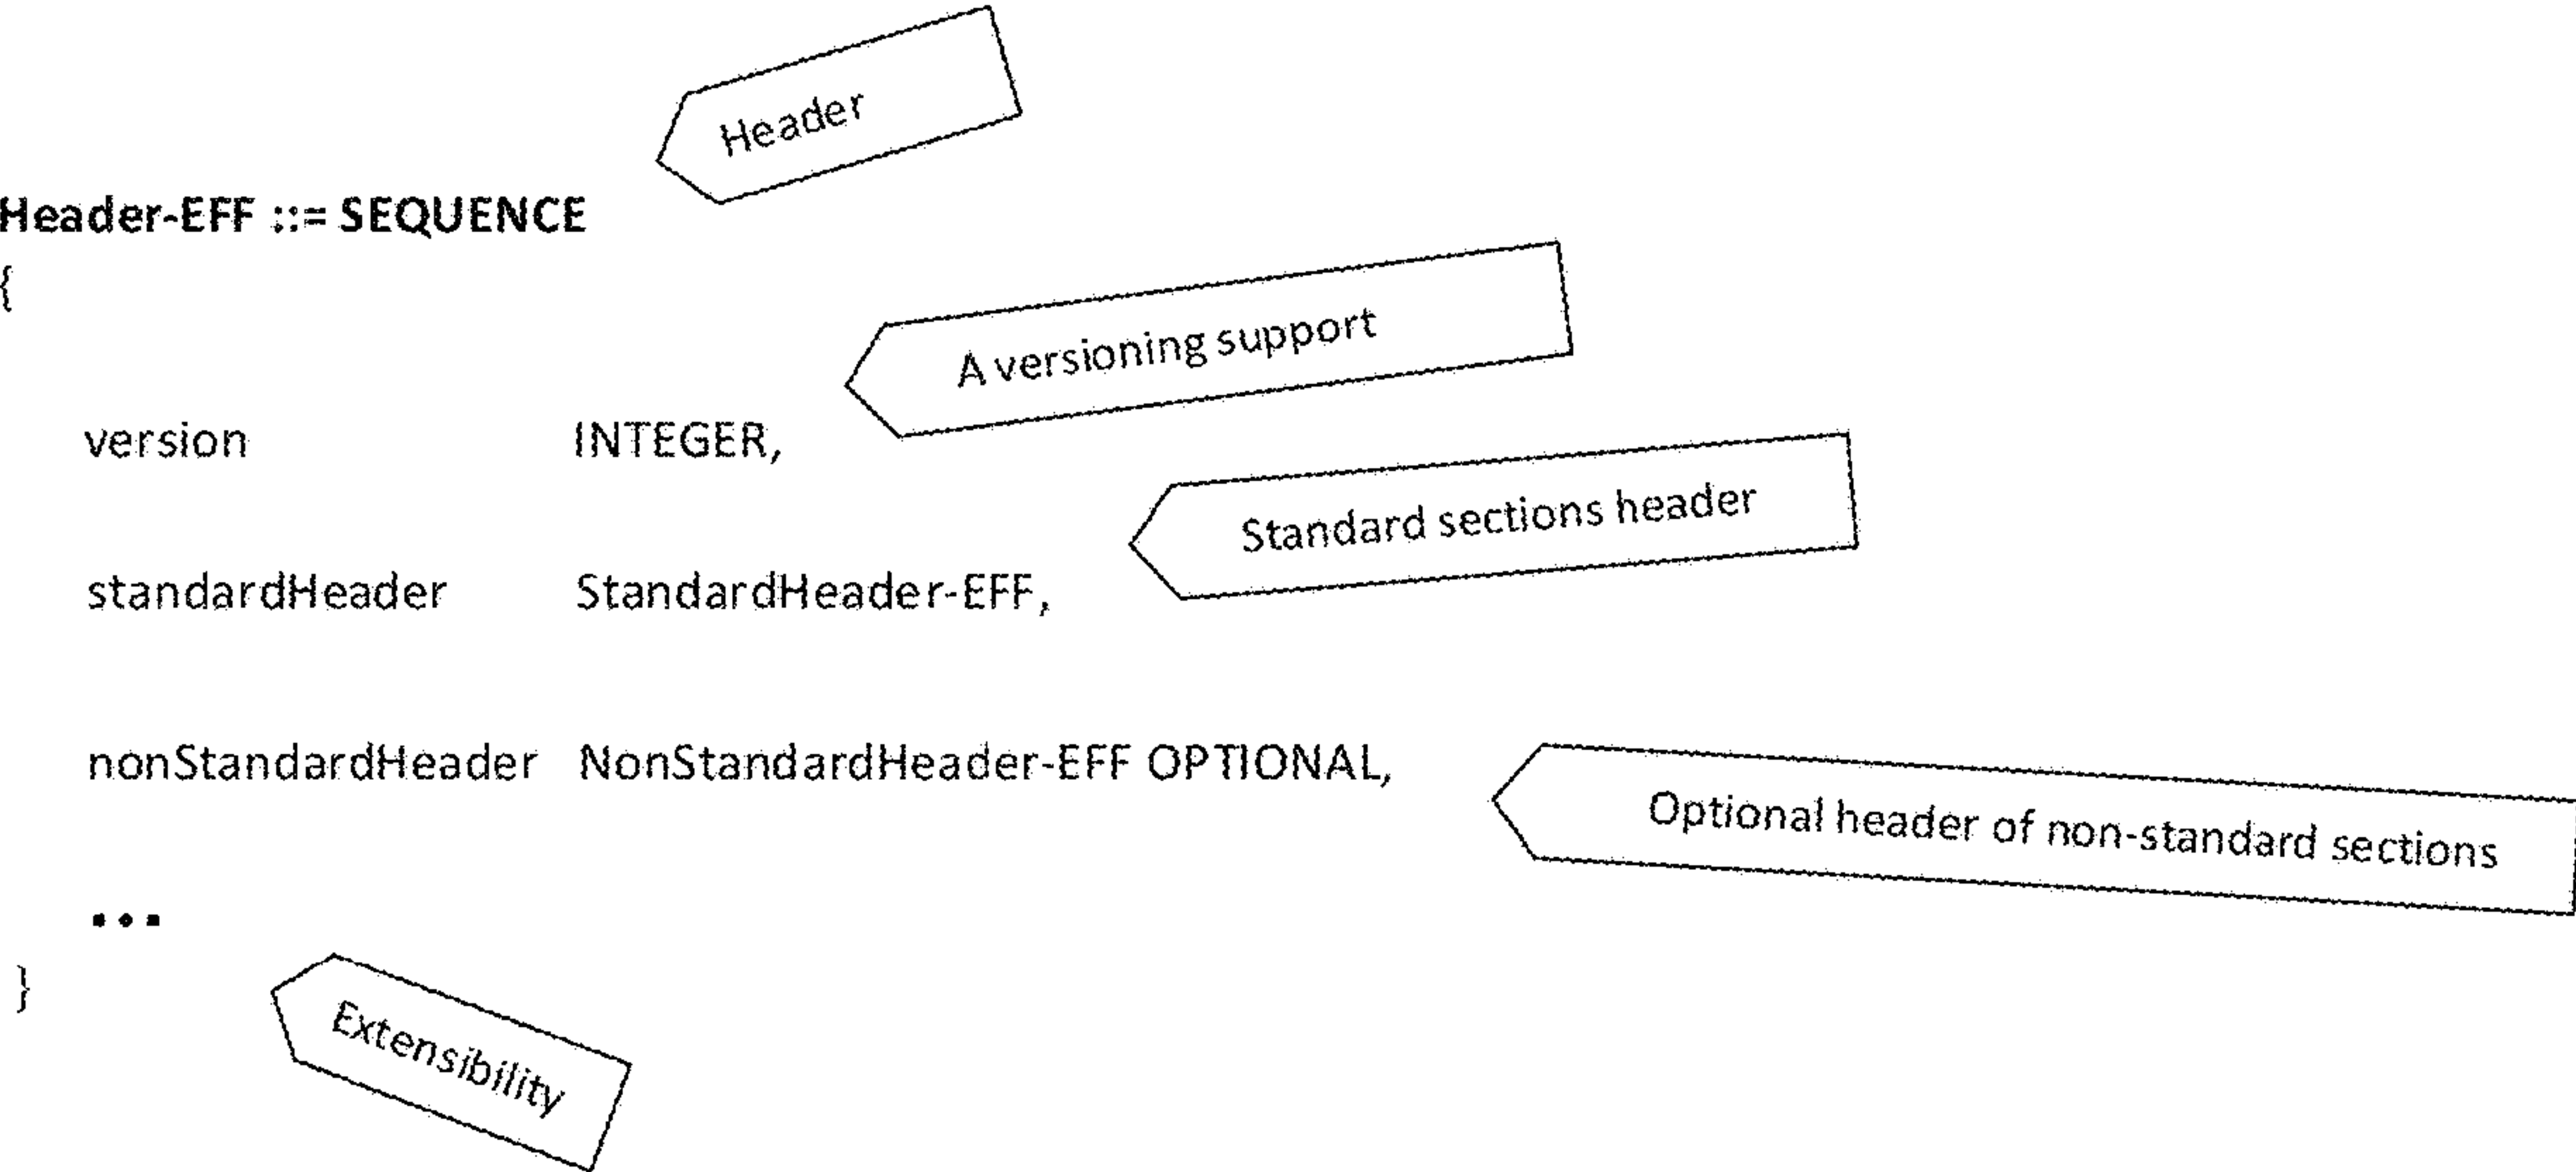 Header
Header-EFF ::= SEQUENCE
{
A versioning support
version INTEGER,
Standard sections header
standardHeader StandardHeader-EFF,
nonStandardHeader NonStandardHeader-EFF OPTIONAL,
Optional header of non-standard sections
...
}
Extensibility